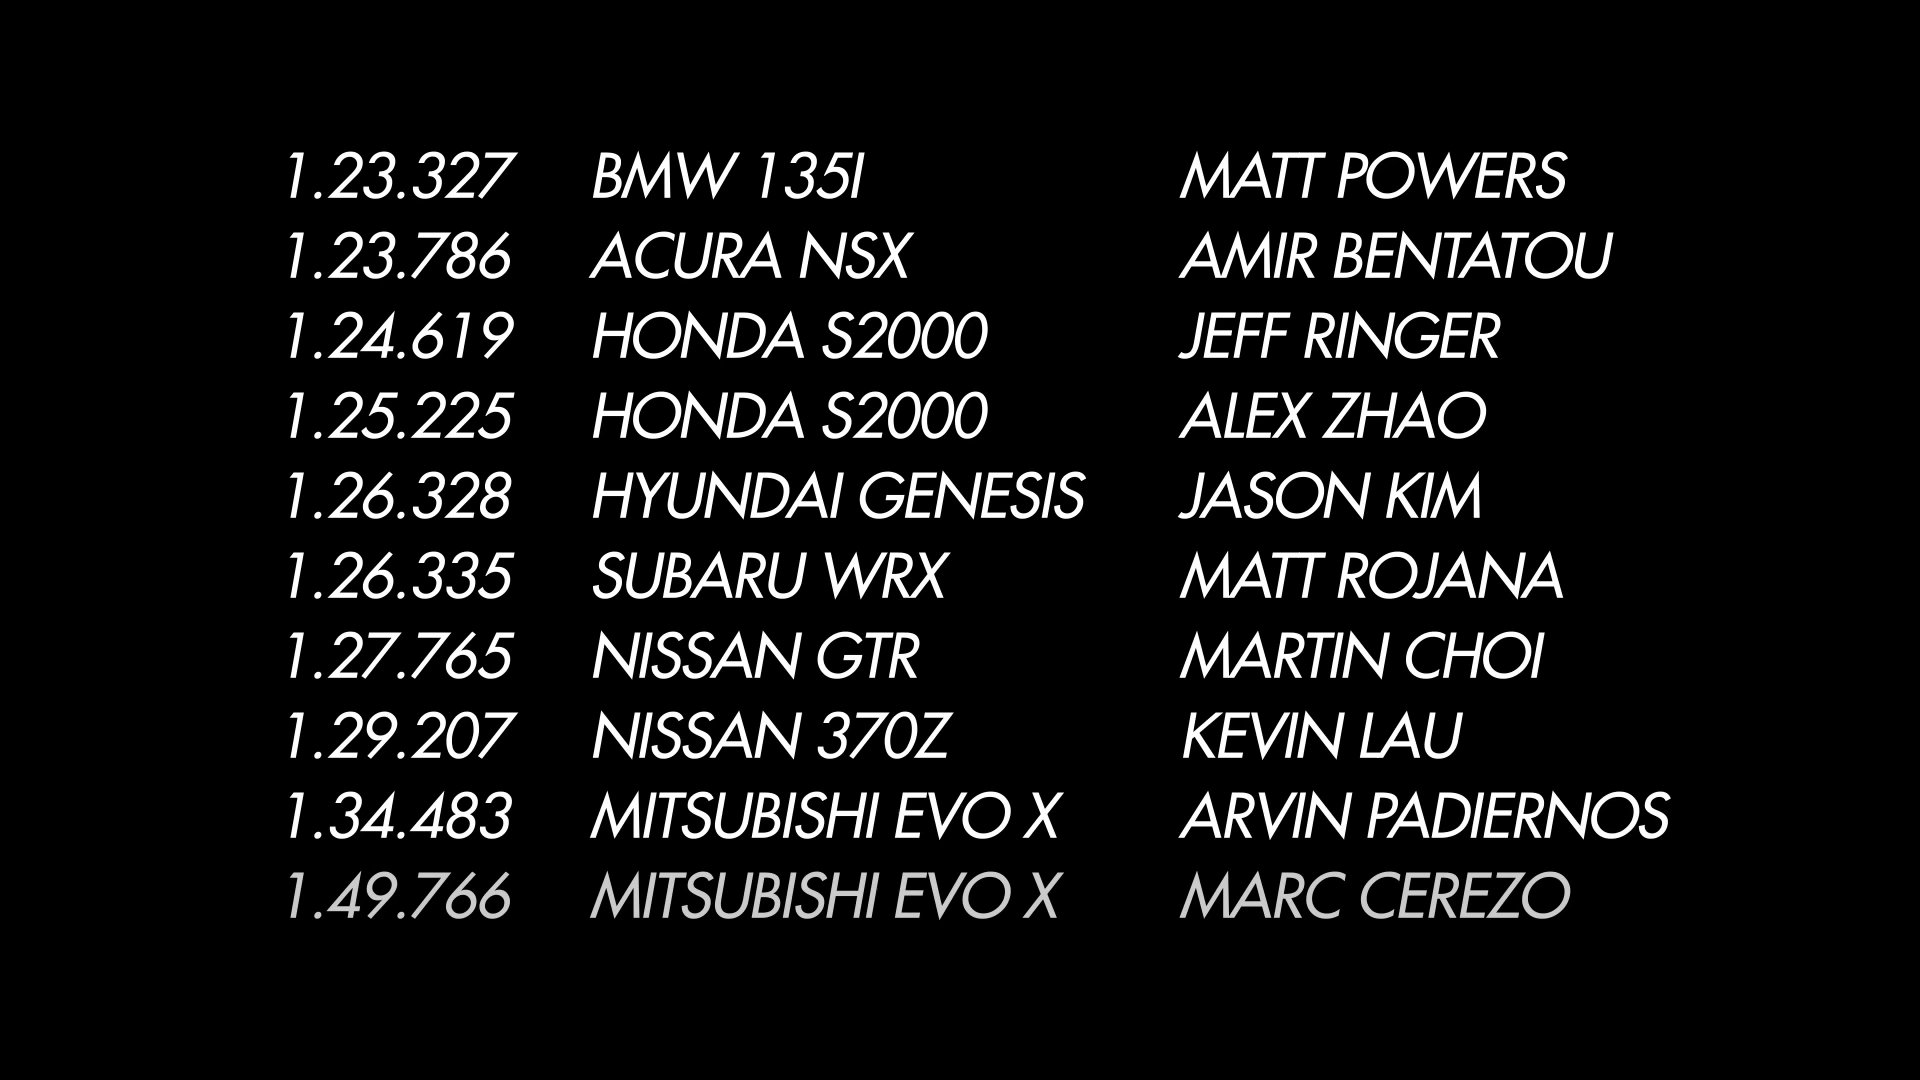 1.23.327 BMW 135I MATT POWERS
1.23.786 ACURA NSX AMIR BENTATOU
1.24.619 HONDA S2000 JEFF RINGER
1.25.225 HONDA S2000 ALEX ZHAO
1.26.328 HYUNDAI GENESIS JASON KIM
1.26.335 SUBARU WRX MATT ROJANA
1.27.765 NISSAN GTR MARTIN CHOI
1.29.207 NISSAN 370Z KEVIN LAU
1.34.483 MITSUBISHI EVO X ARVIN PADIERNOS
1.49.766 MITSUBISHI EVO X MARC CEREZO